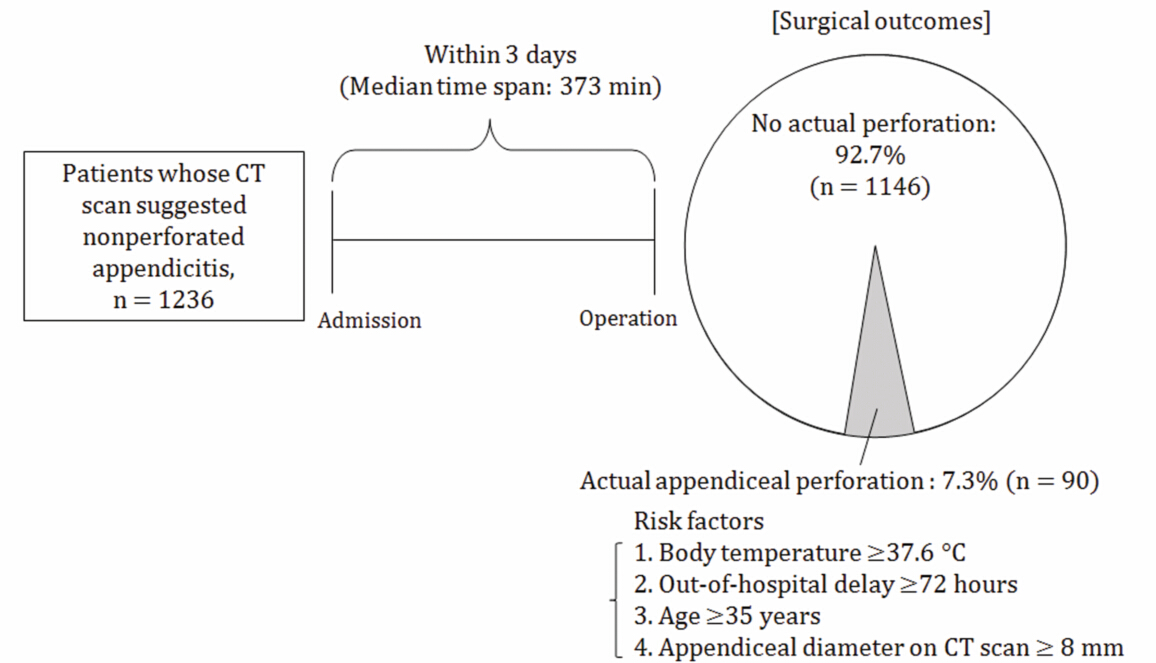 [Surgical outcomes]
Within 3 days
(Median time span: 373 min)
Patients whose CT
scan suggested
nonperforated
appendicitis,
n = 1236
Admission
Operation
No actual perforation:
92.7%
(n = 1146)
Actual appendiceal perforation : 7.3% (n = 90)
Risk factors
1. Body temperature ≥37.6 °C
2. Out-of-hospital delay ≥72 hours
3. Age ≥35 years
4. Appendiceal diameter on CT scan ≥ 8 mm